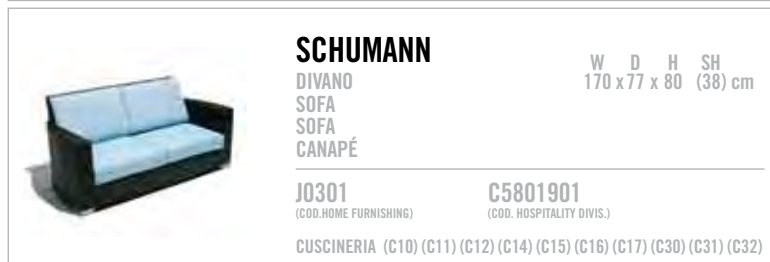 SCHUMANN
DIVANO
SOFA
SOFA
CANAPÉ
W D H SH
170 x 77 x 80 (38) cm
J0301
(COD.HOME FURNISHING)
C5801901
(COD. HOSPITALITY DIVIS.)
CUSCINERIA (C10) (C11) (C12) (C14) (C15) (C16) (C17) (C30) (C31) (C32)